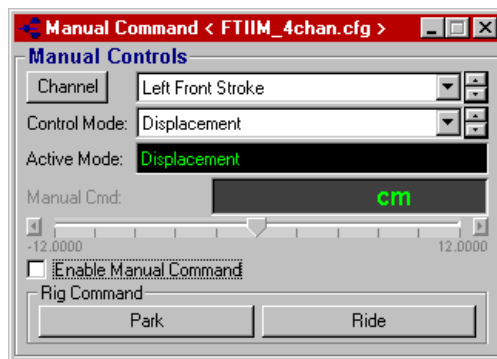 Manual Command < FTIIM_4chan.cfg >
Manual Controls
Channel Left Front Stroke
Control Mode: Displacement
Active Mode: Displacement
Manual Cmd: cm
-12.0000 12.0000
Enable Manual Command
Rig Command
Park Ride